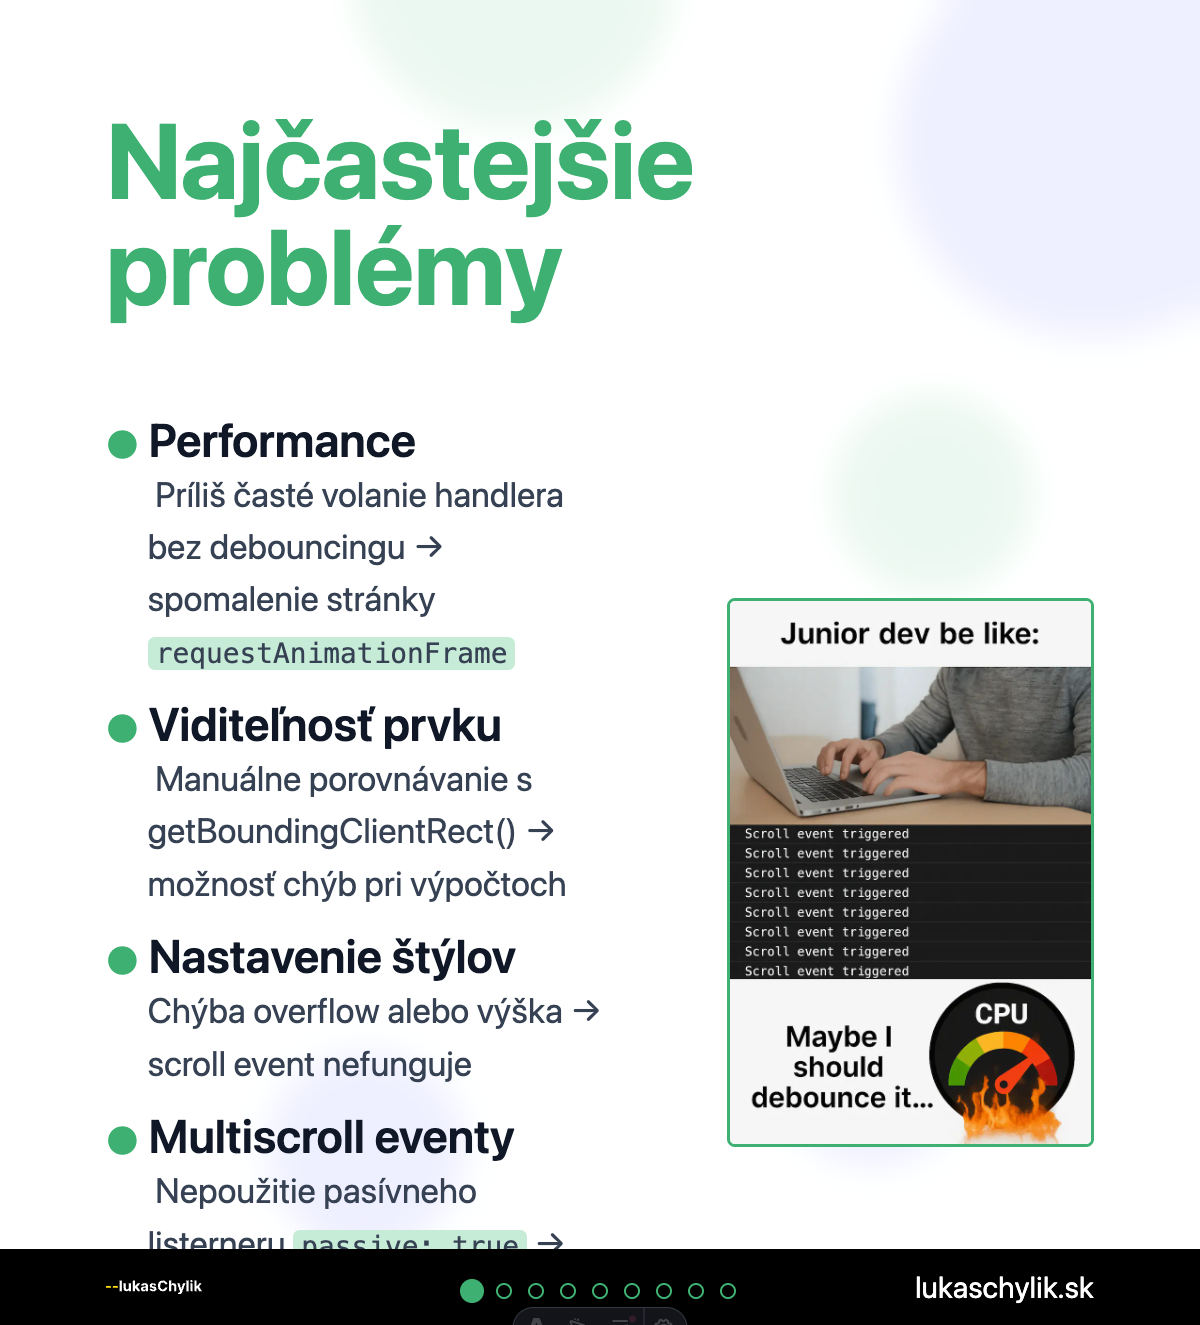 Najčastejšie
problémy
Performance
Príliš časté volanie handlera
bez debouncingu →
spomalenie stránky
requestAnimationFrame
Viditeľnosť prvku
Manuálne porovnávanie s
getBoundingClientRect() →
možnosť chýb pri výpočtoch
Nastavenie štýlov
Chýba overflow alebo výška →
scroll event nefunguje
Multiscroll eventy
Nepoužitie pasívneho
listerneru passive: true →
Junior dev be like:
Scroll event triggered
Scroll event triggered
Scroll event triggered
Scroll event triggered
Scroll event triggered
Scroll event triggered
Scroll event triggered
Scroll event triggered
CPU
Maybe I
should
debounce it...
--lukasChylik
lukaschylik.sk